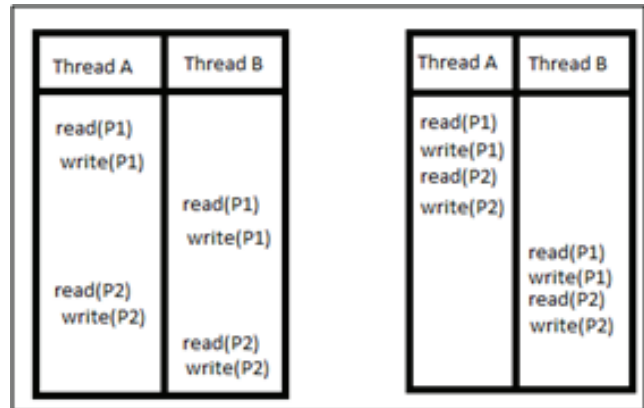 Thread A
Thread B
read(P1)
write(P1)
read(P1)
write(P1)
read(P2)
write(P2)
read(P2)
write(P2)
Thread A
Thread B
read(P1)
write(P1)
read(P2)
write(P2)
read(P1)
write(P1)
read(P2)
write(P2)